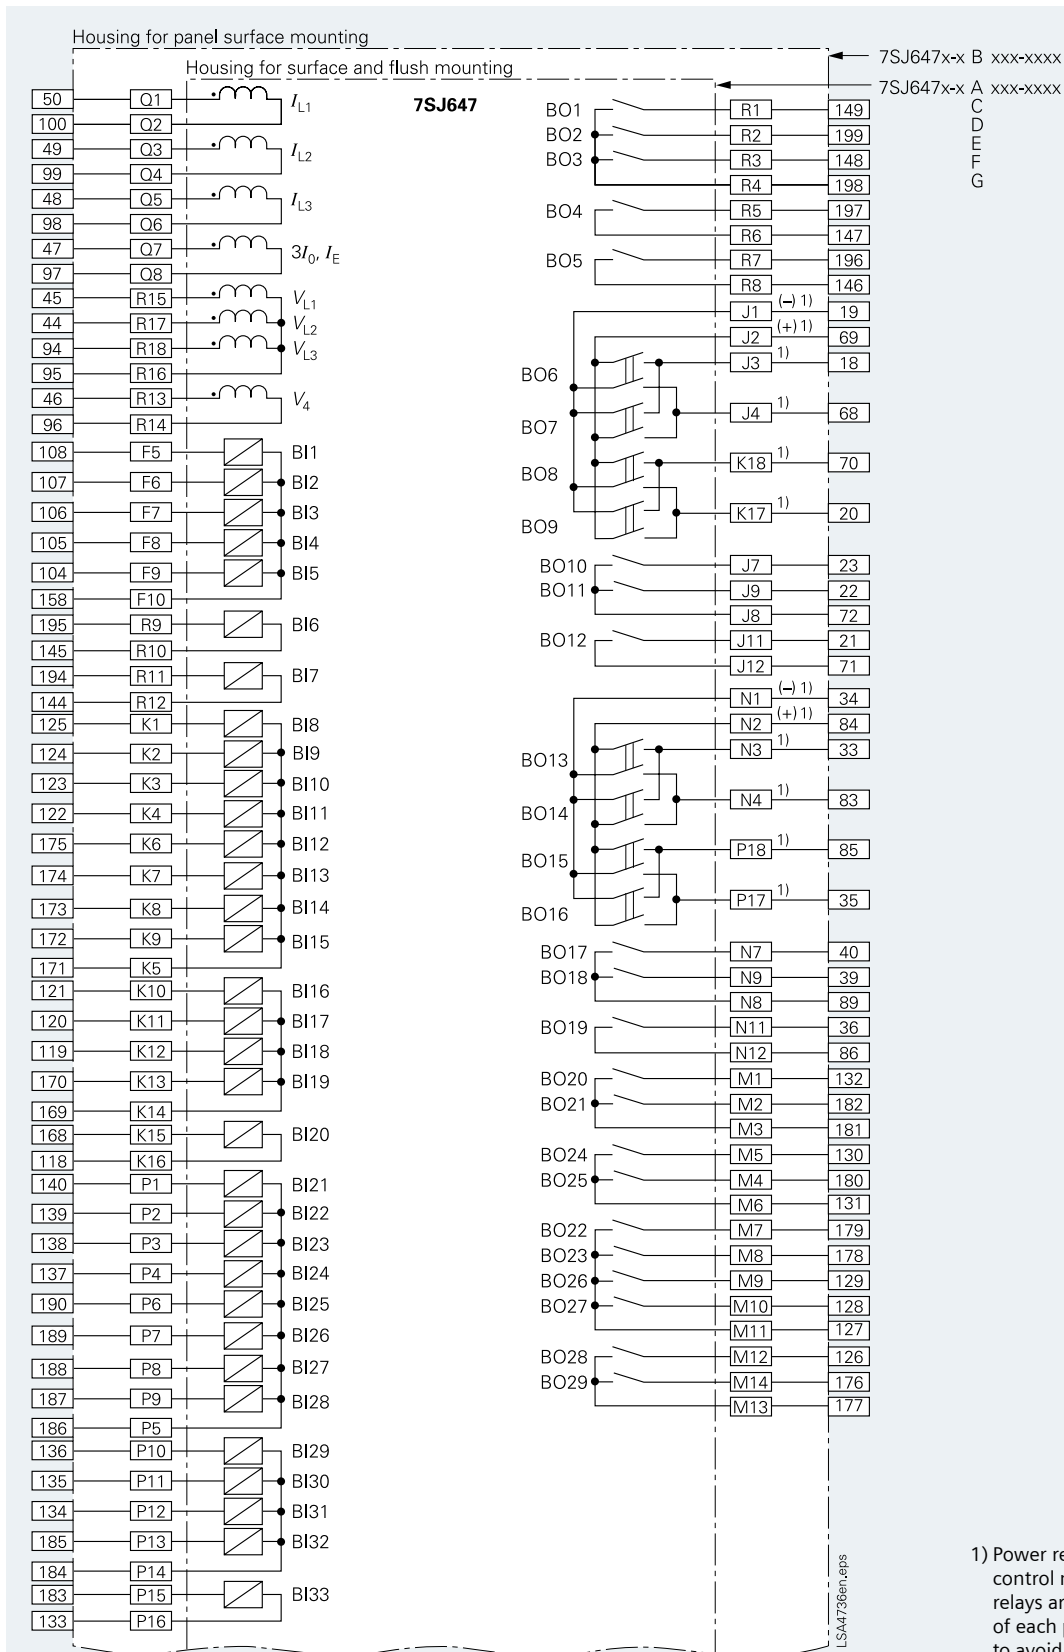 Housing for panel surface mounting
7SJ647x-x B xxx-xxxx
Housing for surface and flush mounting
7SJ647x-x A xxx-xxxx
C
D
E
F
G
7SJ647
50 Q1 IL1
100 Q2
49 Q3 IL2
99 Q4
48 Q5 IL3
98 Q6
47 Q7 3I0, IE
97 Q8
45 R15 VL1
44 R17 VL2
94 R18 VL3
95 R16
46 R13 V4
96 R14
108 F5 BI1
107 F6 BI2
106 F7 BI3
105 F8 BI4
104 F9 BI5
158 F10
195 R9 BI6
145 R10
194 R11 BI7
144 R12
125 K1 BI8
124 K2 BI9
123 K3 BI10
122 K4 BI11
175 K6 BI12
174 K7 BI13
173 K8 BI14
172 K9 BI15
171 K5
121 K10 BI16
120 K11 BI17
119 K12 BI18
170 K13 BI19
169 K14
168 K15 BI20
118 K16
140 P1 BI21
139 P2 BI22
138 P3 BI23
137 P4 BI24
190 P6 BI25
189 P7 BI26
188 P8 BI27
187 P9 BI28
186 P5
136 P10 BI29
135 P11 BI30
134 P12 BI31
185 P13 BI32
184 P14
183 P15 BI33
133 P16
BO1 R1 149
BO2 R2 199
BO3 R3 148
R4 198
BO4 R5 197
R6 147
BO5 R7 196
R8 146
J1 (–) 1) 19
J2 (+) 1) 69
J3 1) 18
BO6
J4 1) 68
BO7
K18 1) 70
BO8
K17 1) 20
BO9
BO10 J7 23
BO11 J9 22
J8 72
BO12 J11 21
J12 71
N1 (–) 1) 34
N2 (+) 1) 84
N3 1) 33
BO13
N4 1) 83
BO14
P18 1) 85
BO15
P17 1) 35
BO16
BO17 N7 40
BO18 N9 39
N8 89
BO19 N11 36
N12 86
BO20 M1 132
BO21 M2 182
M3 181
BO24 M5 130
BO25 M4 180
M6 131
BO22 M7 179
BO23 M8 178
BO26 M9 129
BO27 M10 128
M11 127
BO28 M12 126
BO29 M14 176
M13 177
LSA4736en.eps
1) Power re
control
relays ar
of each
to avoid